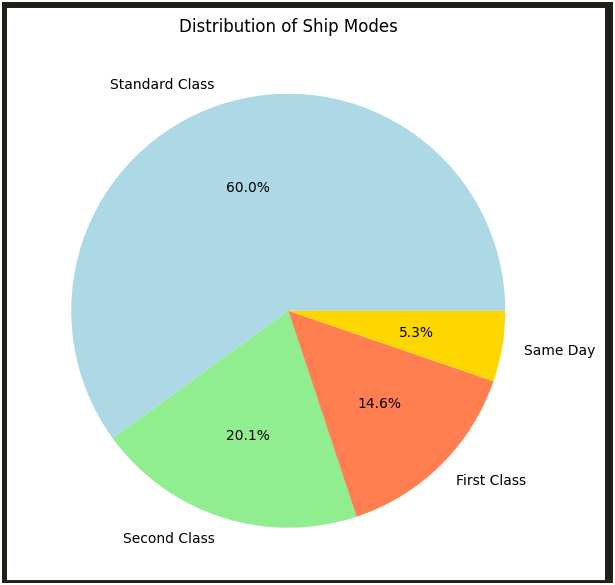 Distribution of Ship Modes
Standard Class
60.0%
5.3%
Same Day
14.6%
20.1%
First Class
Second Class